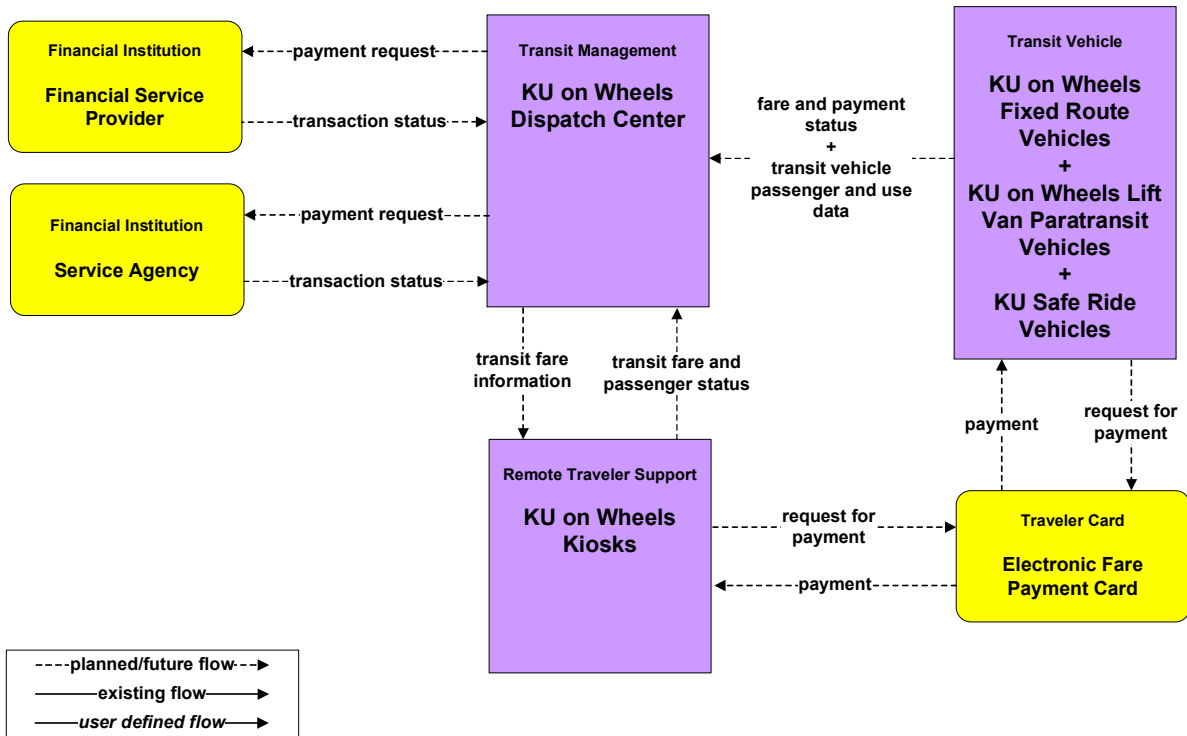 Financial Institution
Financial Service
Provider
payment request
transaction status
Transit Management
KU on Wheels
Dispatch Center
fare and payment
status
+
transit vehicle
passenger and use
data
Transit Vehicle
KU on Wheels
Fixed Route
Vehicles
+
KU on Wheels Lift
Van Paratransit
Vehicles
+
KU Safe Ride
Vehicles
Financial Institution
Service Agency
payment request
transaction status
transit fare
information
transit fare and
passenger status
payment
request for
payment
Remote Traveler Support
KU on Wheels
Kiosks
request for
payment
payment
Traveler Card
Electronic Fare
Payment Card
planned/future flow
existing flow
user defined flow